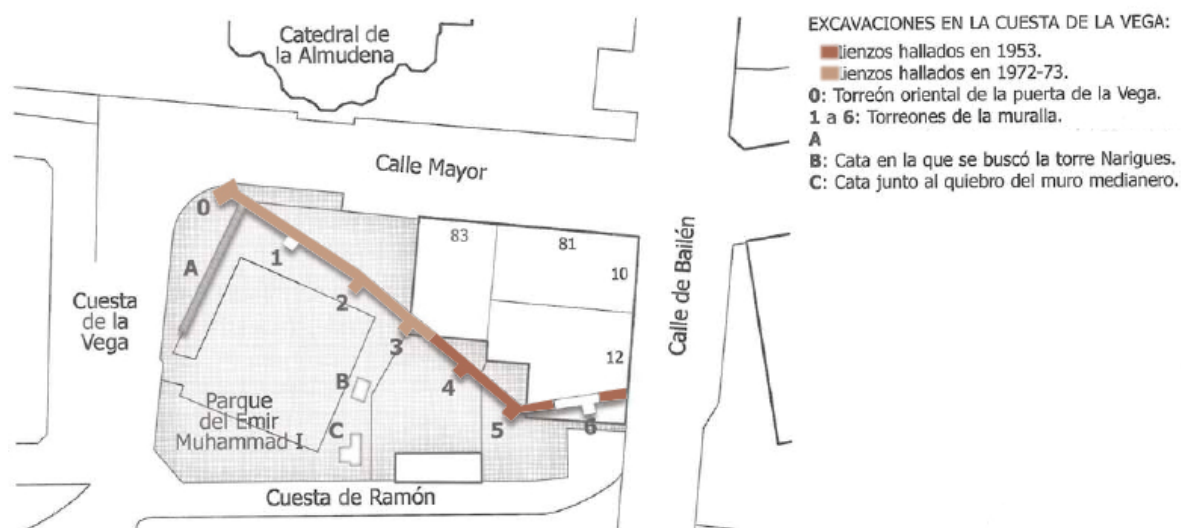 Catedral de
la Almudena
Calle Mayor
Calle de Bailén
Cuesta
de la
Vega
Parque
del Emir
Muhammad I
Cuesta de Ramón
0
1
2
3
4
5
6
A
B
C
83
81
10
12
EXCAVACIONES EN LA CUESTA DE LA VEGA:
lienzos hallados en 1953.
lienzos hallados en 1972-73.
0: Torreón oriental de la puerta de la Vega.
1 a 6: Torreones de la muralla.
A
B: Cata en la que se buscó la torre Narigues.
C: Cata junto al quiebro del muro medianero.